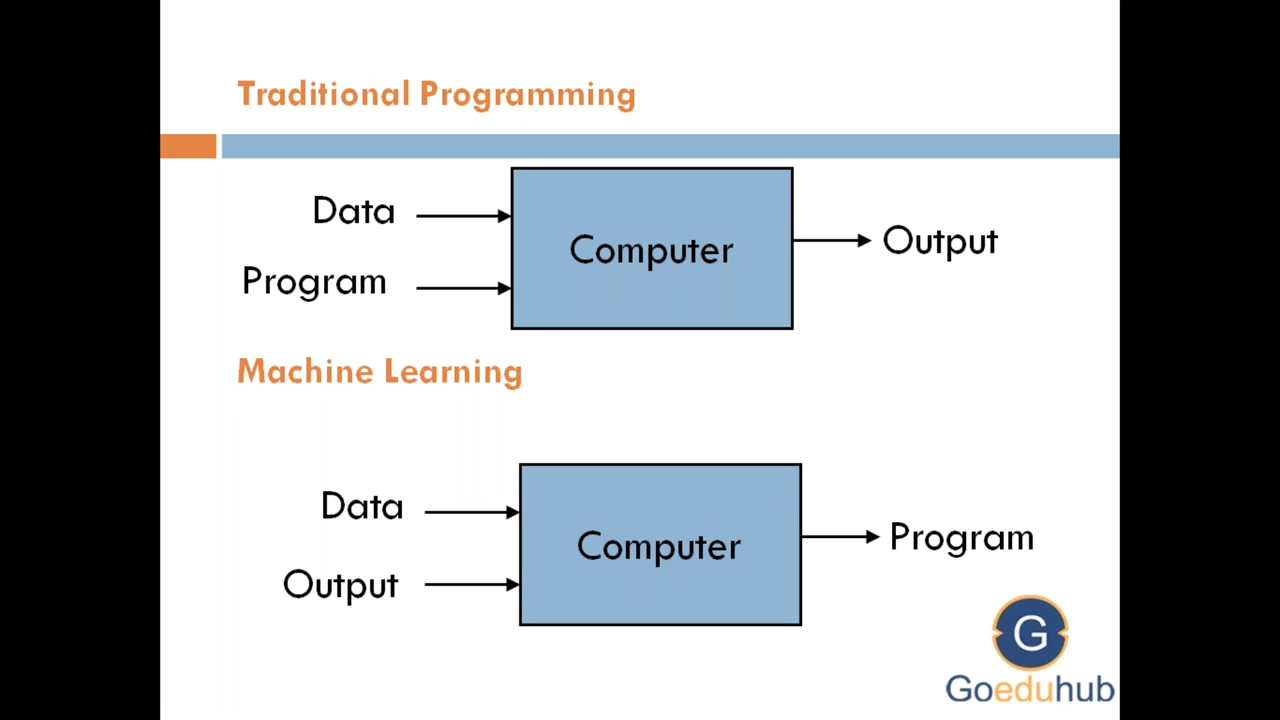 Traditional Programming
Data
Program
Computer
Output
Machine Learning
Data
Output
Computer
Program
G
Goeduhub